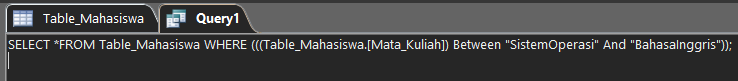 Table_Mahasiswa Query1
SELECT *FROM Table_Mahasiswa WHERE (((Table_Mahasiswa.[Mata_Kuliah]) Between "SistemOperasi" And "BahasaInggris"));